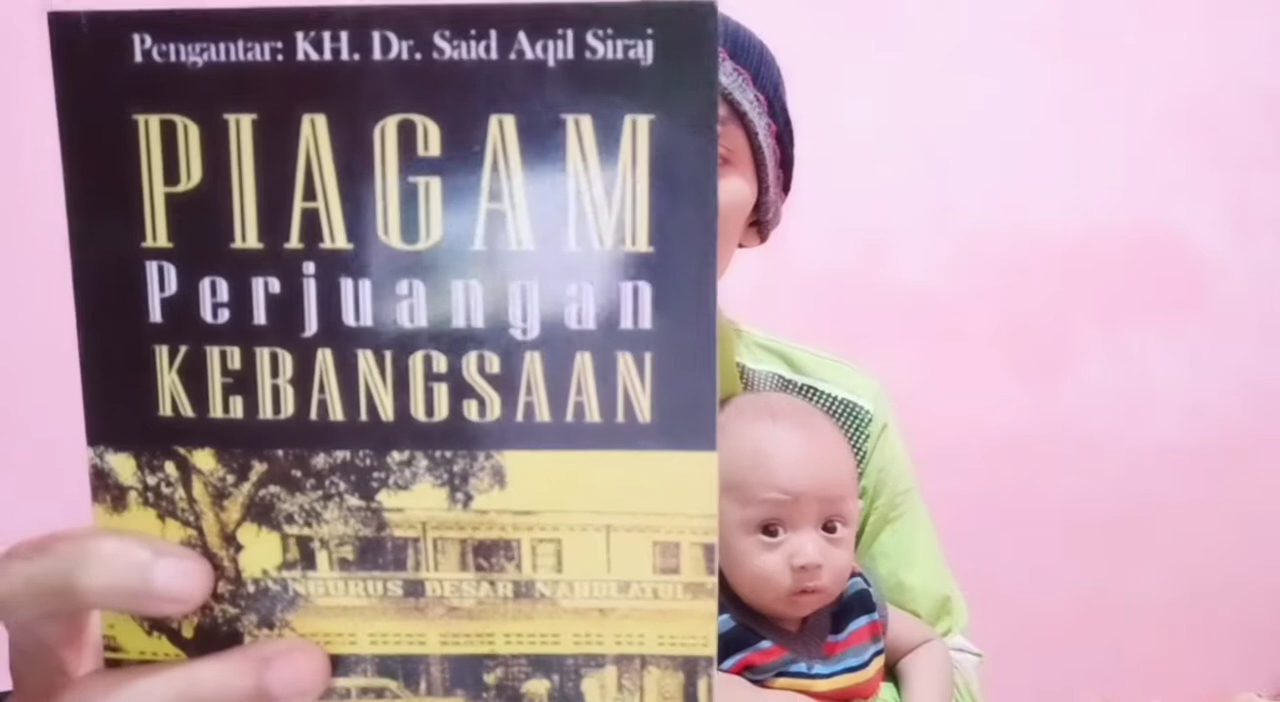 Pengantar: KH. Dr. Said Aqil Siraj
PIAGAM
Perjuangan
KEBANGSAAN
NGURUS BESAR NAHDLATUL